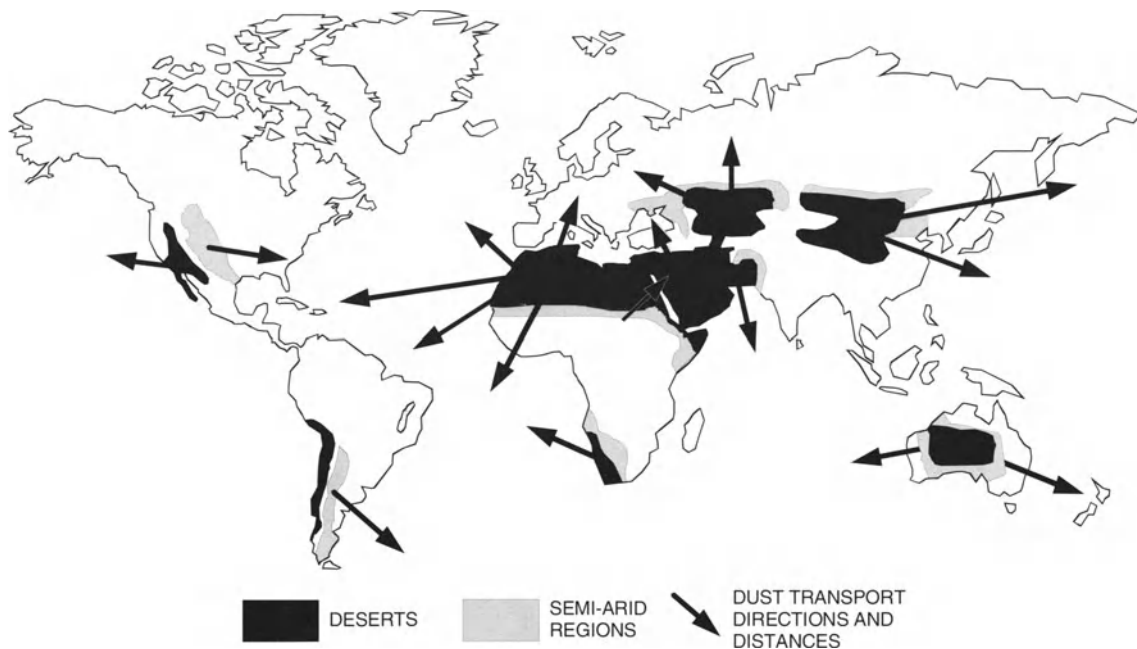 DESERTS
SEMI-ARID
REGIONS
DUST TRANSPORT
DIRECTIONS AND
DISTANCES